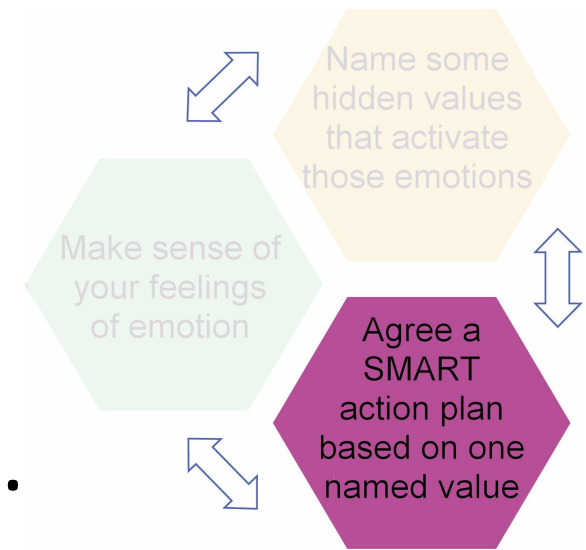 Name some
hidden values
that activate
those emotions
Make sense of
your feelings
of emotion
Agree a
SMART
action plan
based on one
named value